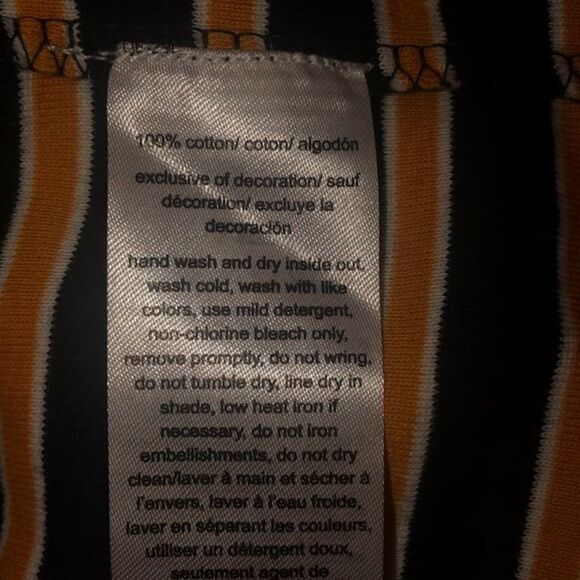 100% cotton/ coton/ algodón
exclusive of decoration/ sauf
décoration/ excluye la
decoración
hand wash and dry inside out,
wash cold, wash with like
colors, use mild detergent,
non-chlorine bleach only,
remove promptly, do not wring,
do not tumble dry, line dry in
shade, low heat iron if
necessary, do not iron
embellishments, do not dry
clean/laver à main et sécher à
l'envers, laver à l'eau froide,
laver en séparant les couleurs,
utiliser un détergent doux,
seulement agent de